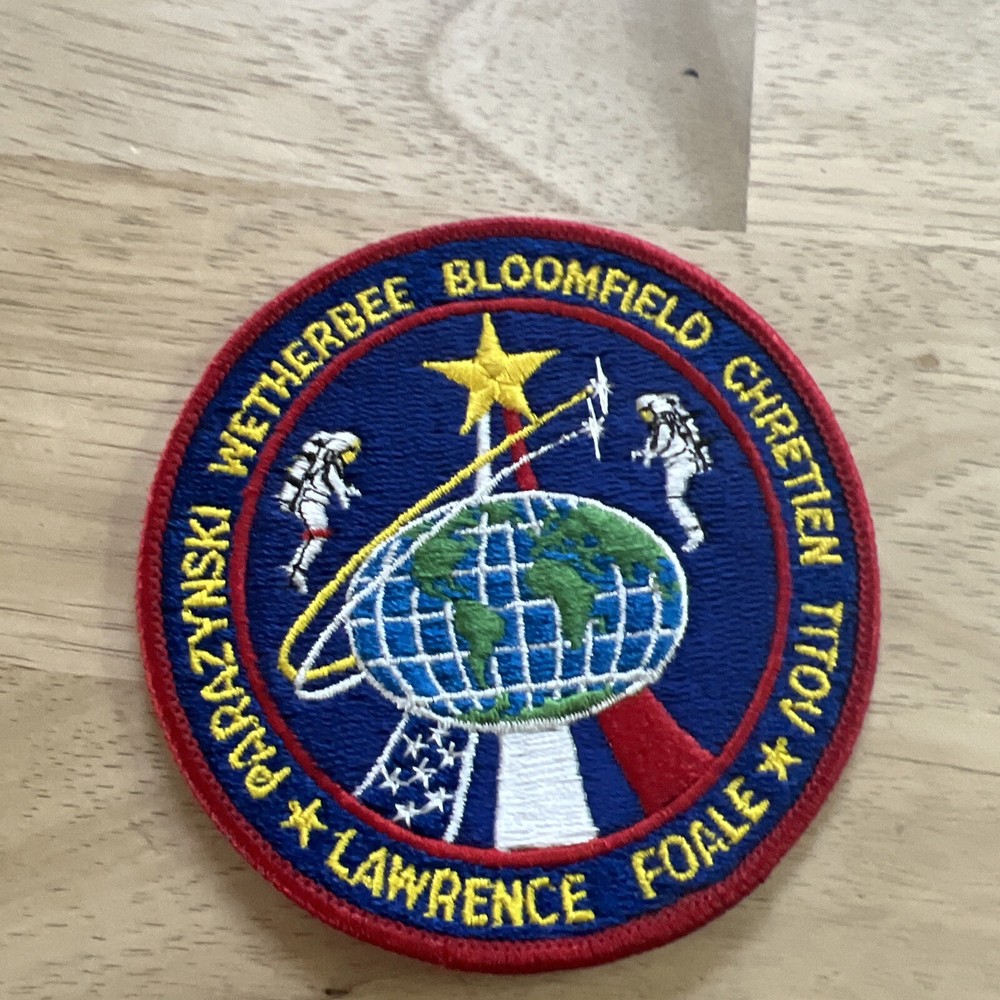 PARAZYNSKI WETHERBEE BLOOMFIELD CHRETIEN TITOV
LAWRENCE FOALE